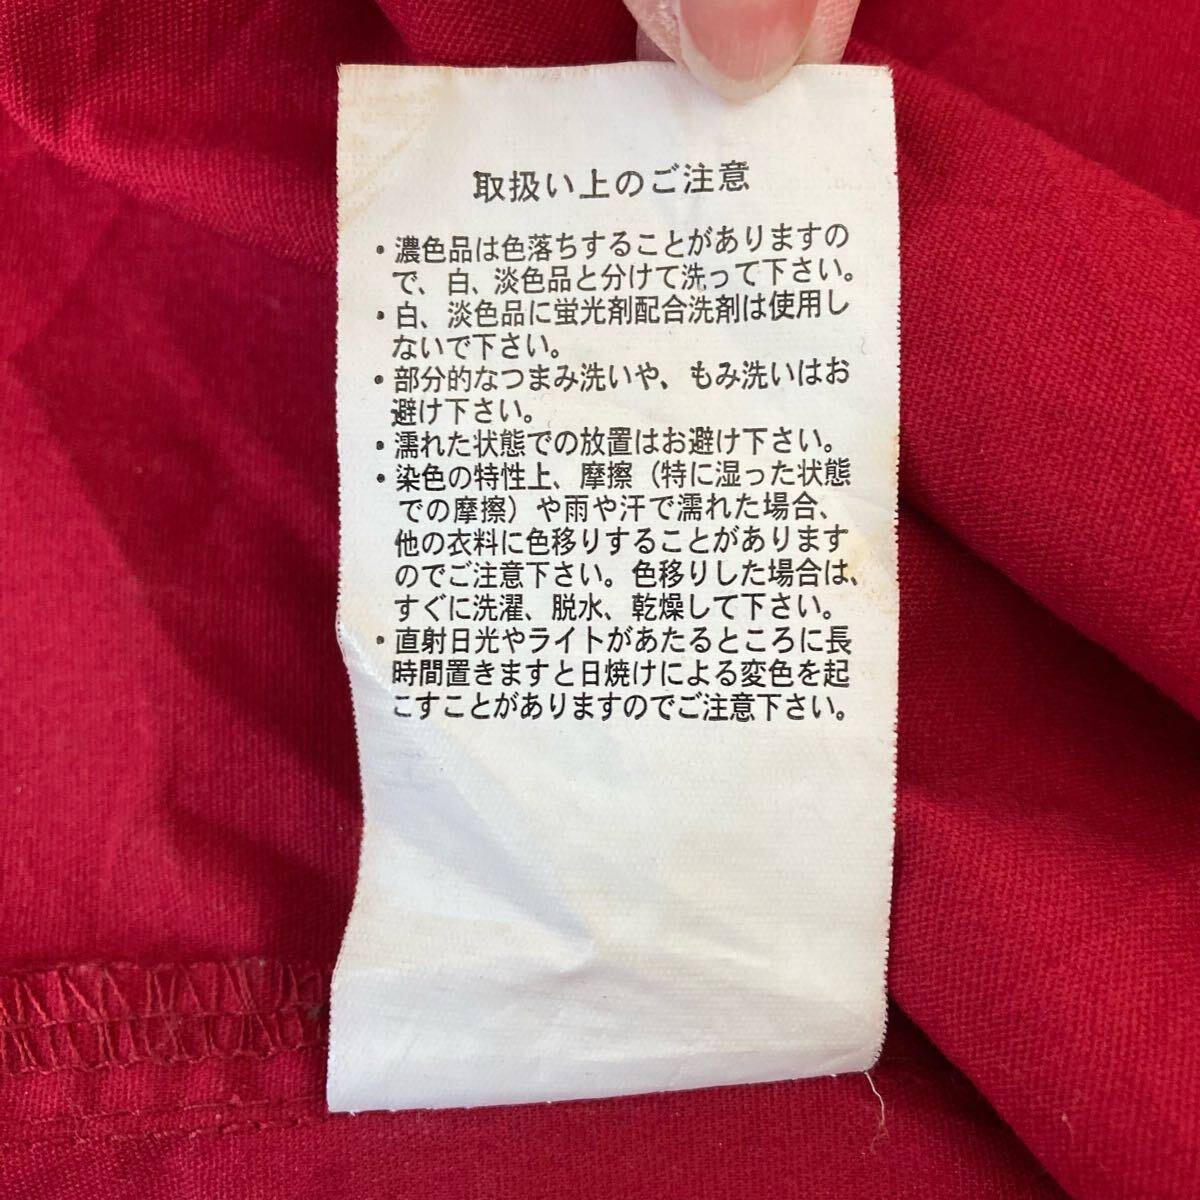 取扱い上のご注意
・濃色品は色落ちすることがありますの
で、白、淡色品と分けて洗って下さい。
・白、淡色品に蛍光剤配合洗剤は使用し
ないで下さい。
・部分的なつまみ洗いや、もみ洗いはお
避け下さい。
・濡れた状態での放置はお避け下さい。
・染色の特性上、摩擦（特に湿った状態
での摩擦）や雨や汗で濡れた場合、
他の衣料に色移りすることがあります
のでご注意下さい。色移りした場合は、
すぐに洗濯、脱水、乾燥して下さい。
・直射日光やライトがあたるところに長
時間置きますと日焼けによる変色を起
こすことがありますのでご注意下さい。